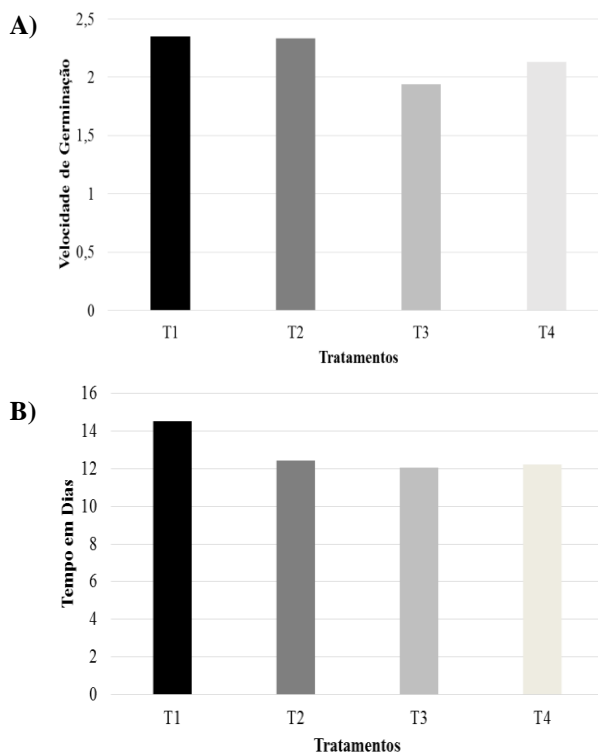 A)
Velocidade de Germinação
2,5
2
1,5
1
0,5
0
T1 T2 T3 T4
Tratamentos
B)
Tempo em Dias
16
14
12
10
8
6
4
2
0
T1 T2 T3 T4
Tratamentos